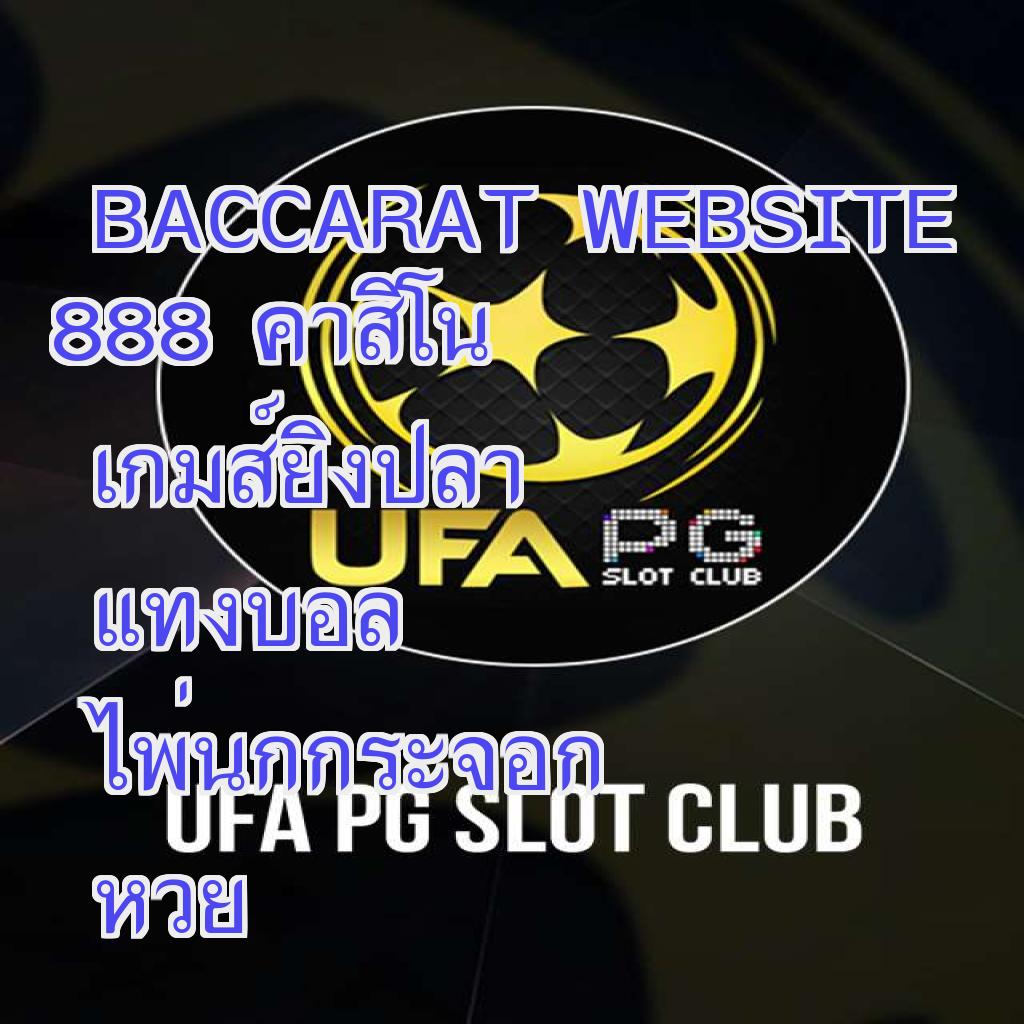 BACCARAT WEBSITE
888 คาสิโน
เกมส์ยิงปลา
UFA PG
SLOT CLUB
แทงบอล
ไพ่นกกระจอก
UFA PG SLOT CLUB
หวย